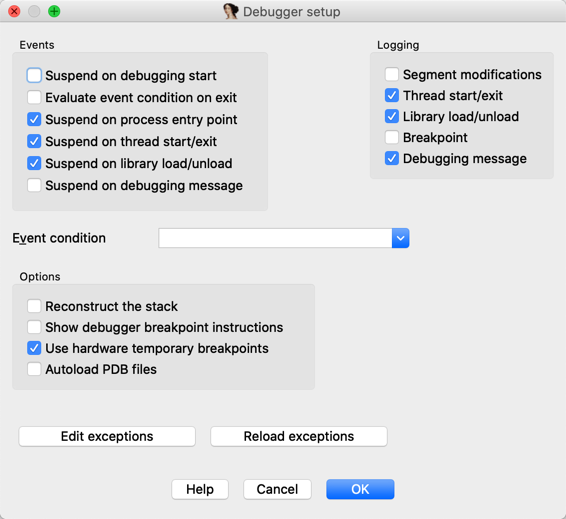 Debugger setup
Events
Suspend on debugging start
Evaluate event condition on exit
Suspend on process entry point
Suspend on thread start/exit
Suspend on library load/unload
Suspend on debugging message
Logging
Segment modifications
Thread start/exit
Library load/unload
Breakpoint
Debugging message
Event condition
Options
Reconstruct the stack
Show debugger breakpoint instructions
Use hardware temporary breakpoints
Autoload PDB files
Edit exceptions
Reload exceptions
Help
Cancel
OK